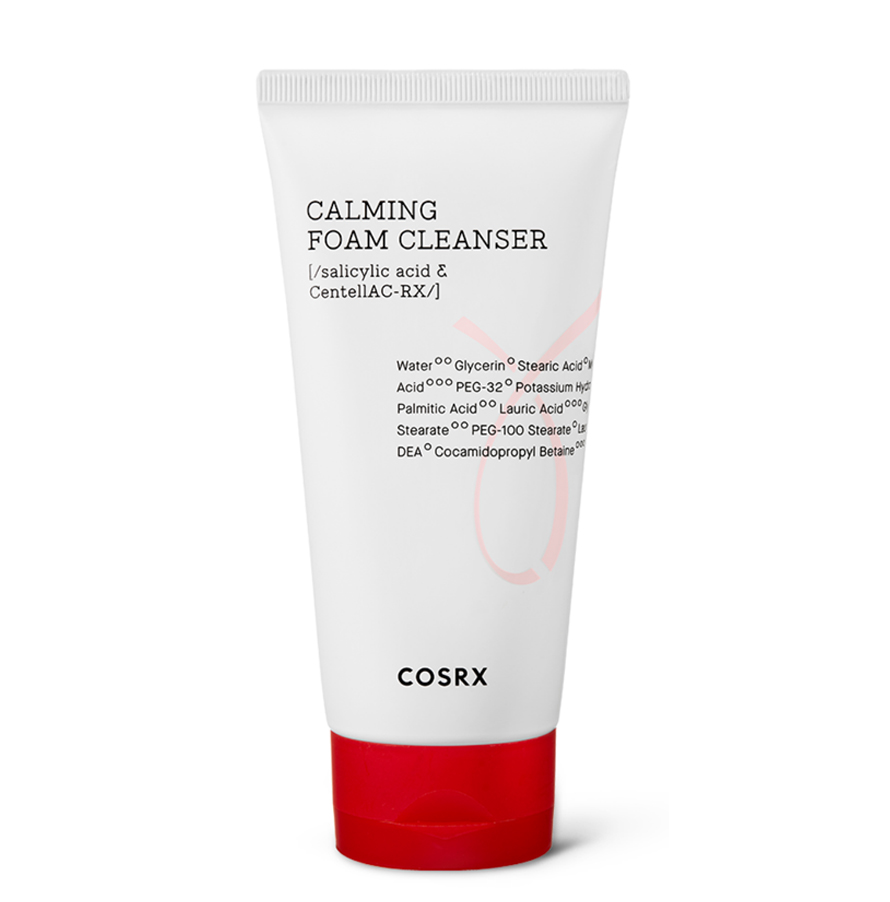 CALMING
FOAM CLEANSER
[/salicylic acid &
CentellAC-RX/]
Water°° Glycerin° Stearic Acid°
Acid°°° PEG-32° Potassium
Palmitic Acid°° Lauric Acid°°°
Stearate°° PEG-100 Stearate°
DEA° Cocamidopropyl Betaine°°°
COSRX